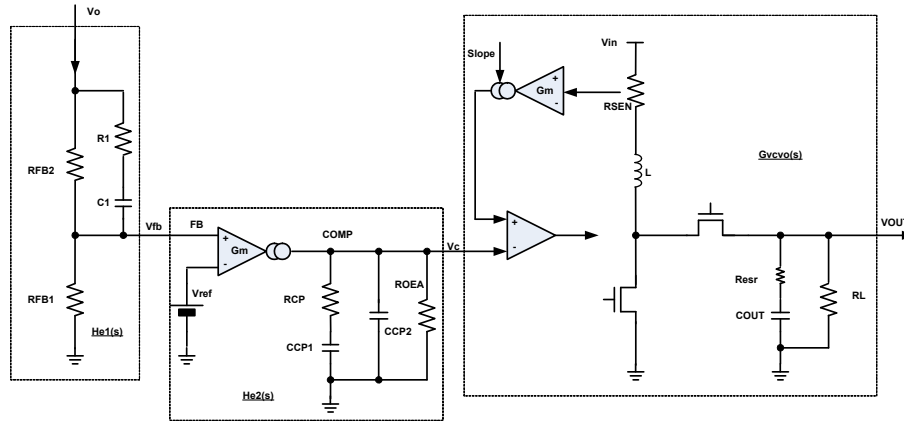 Vo
R1
RFB2
C1
RFB1
He1(s)
Vfb
FB
+
-
Gm
Vref
COMP
RCP
CCP1
CCP2
ROEA
He2(s)
Vc
Slope
+
Gm
-
Vin
RSEN
L
+
-
Gvcvo(s)
VOUT
Resr
COUT
RL